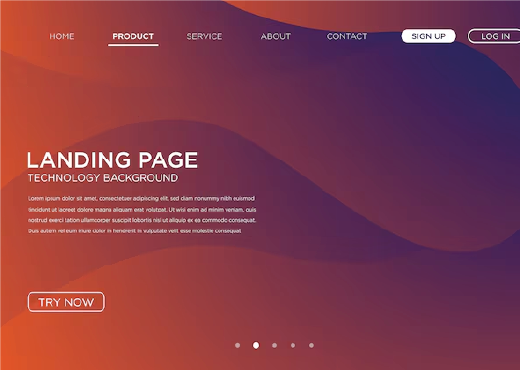 HOME PRODUCT SERVICE ABOUT CONTACT SIGN UP LOG IN
LANDING PAGE
TECHNOLOGY BACKGROUND
Lorem ipsum dolor sit amet, consectetuer adipiscing elit, sed diam nonummy nibh euismod
tincidunt ut laoreet dolore magna aliquam erat volutpat. Ut wisi enim ad minim veniam, quis
nostrud exerci tation ullamcorper suscipit lobortis nisl ut aliquip ex ea commodo consequat.
Duis autem vel eum iriure dolor in hendrerit in vulputate velit esse molestie consequat
TRY NOW